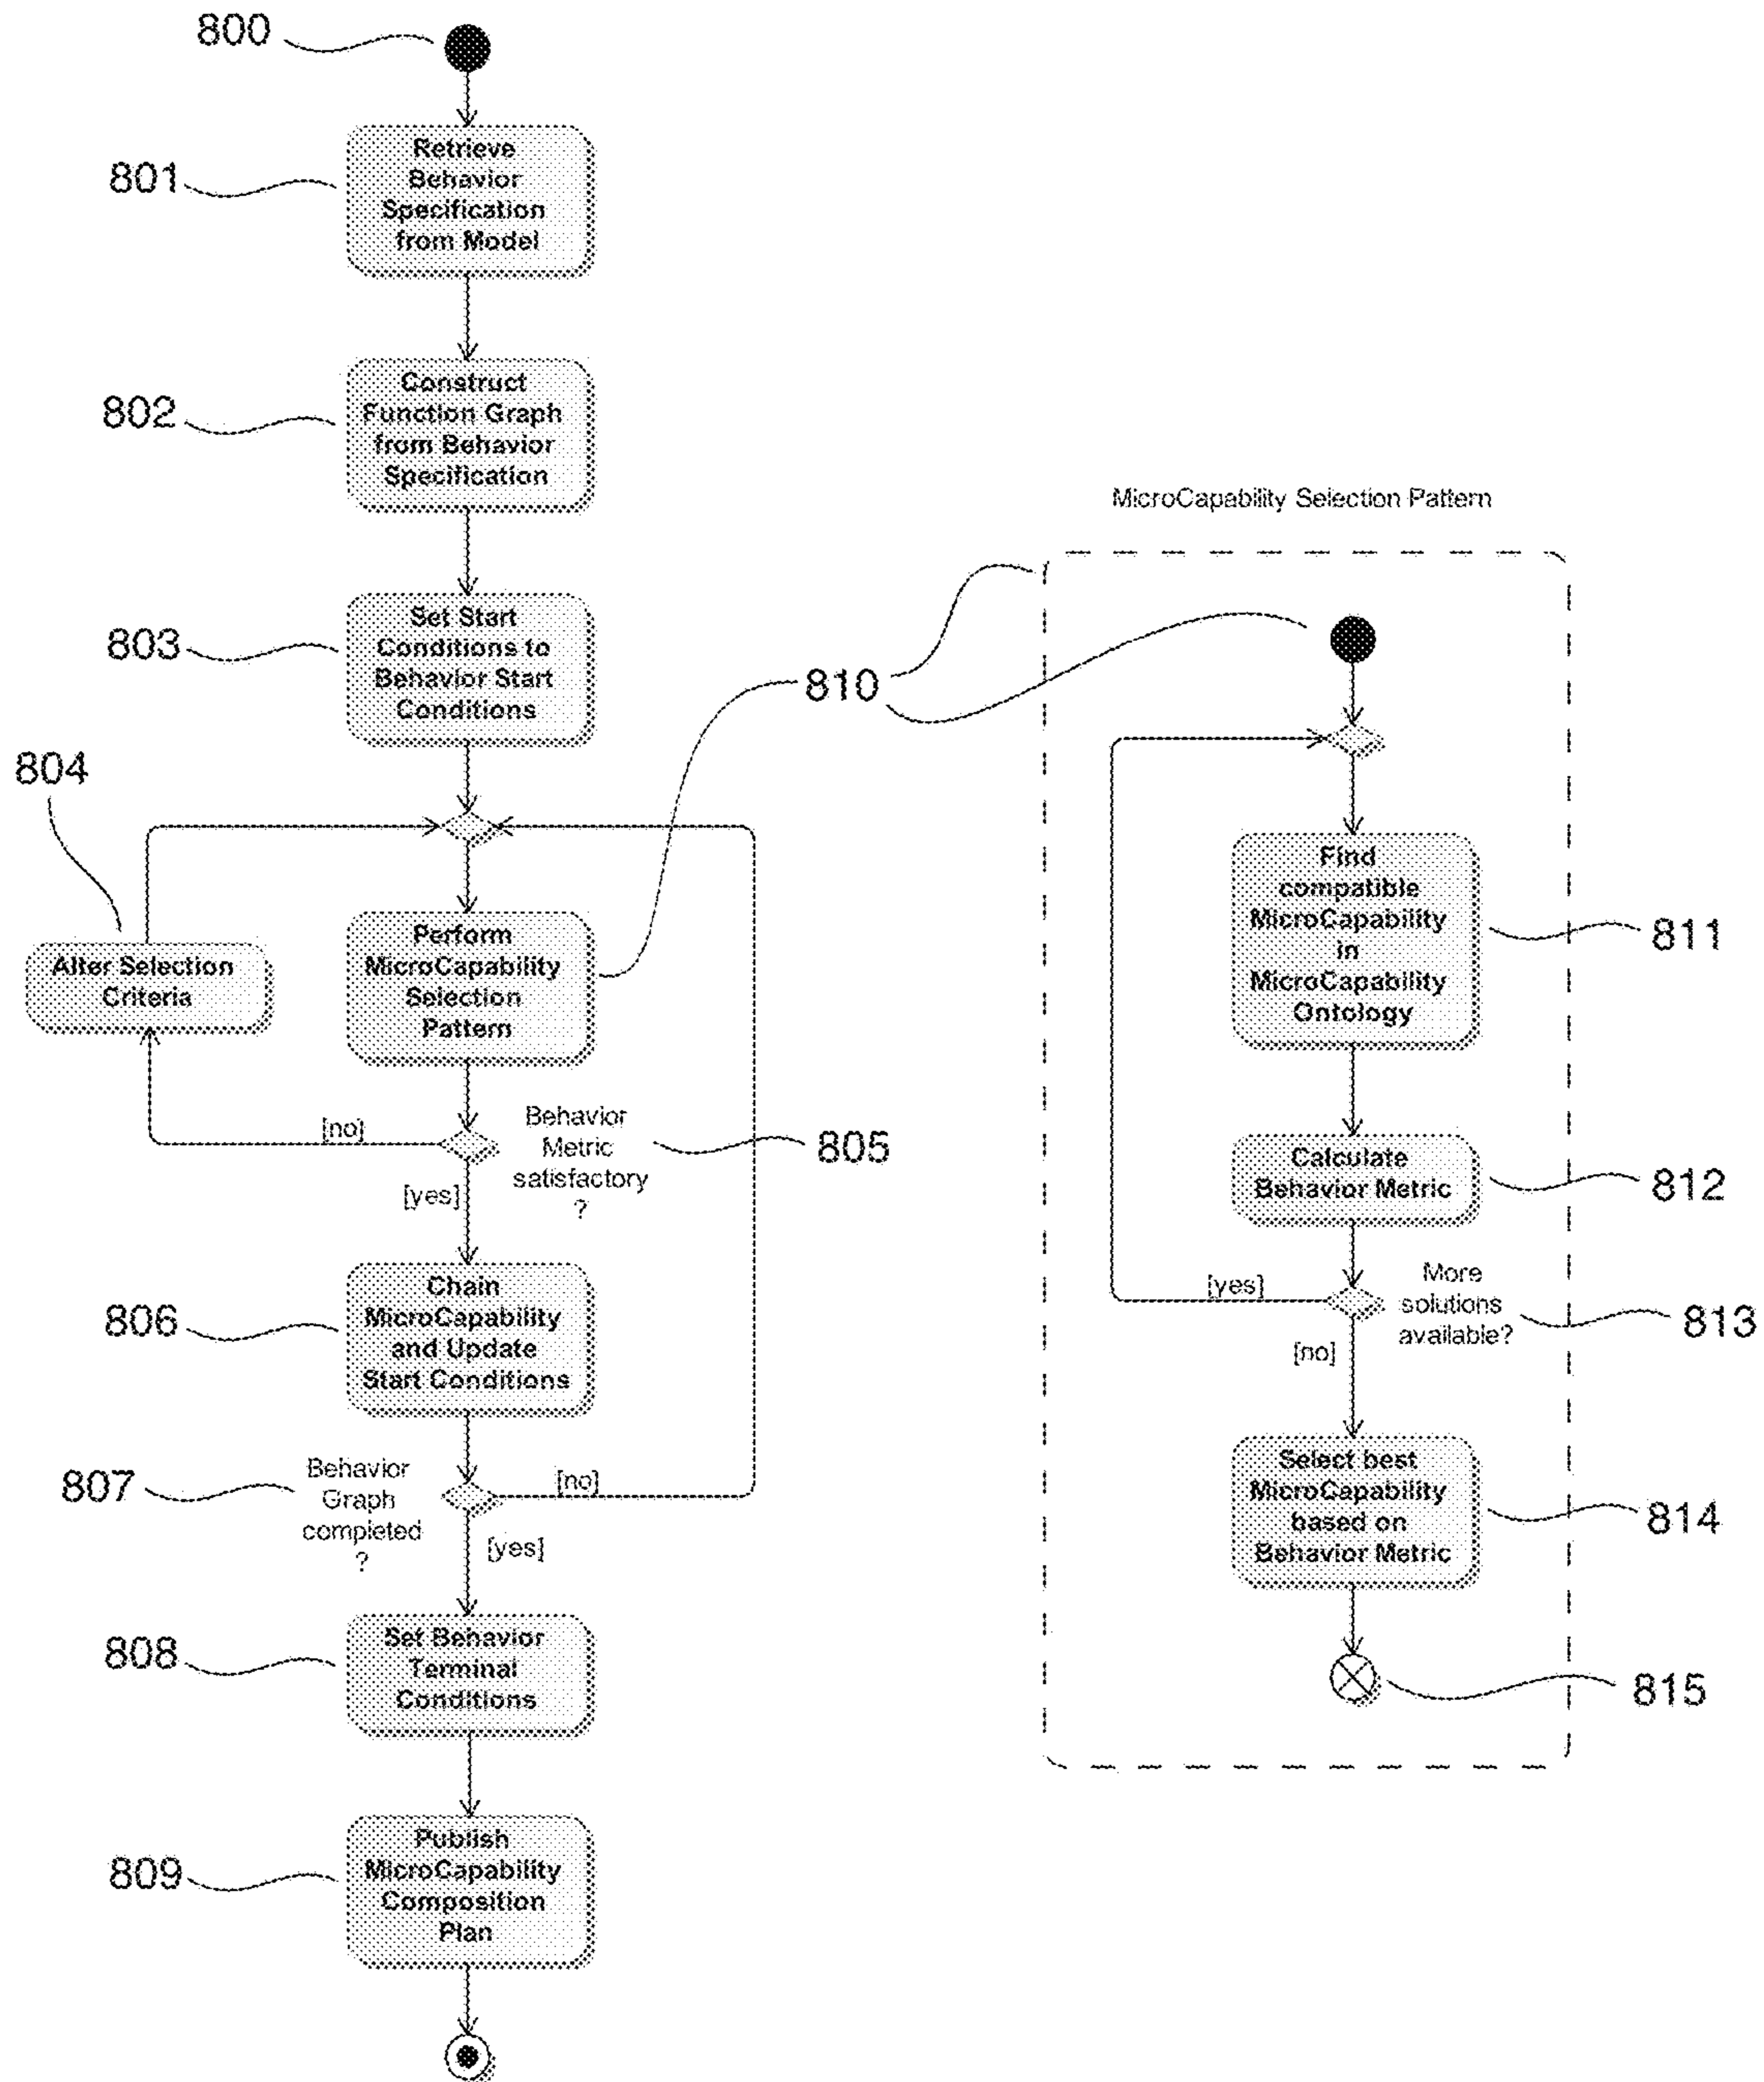 800
801
Retrieve
Behavior
Specification
from Model
802
Construct
Function Graph
from Behavior
Specification
803
Set Start
Conditions to
Behavior Start
Conditions
804
Alter Selection
Criteria
810
Perform
MicroCapability
Selection
Pattern
[no]
Behavior
Metric
satisfactory
?
805
[yes]
806
Chain
MicroCapability
and Update
Start Conditions
807
Behavior
Graph
completed
?
[no]
[yes]
808
Set Behavior
Terminal
Conditions
809
Publish
MicroCapability
Composition
Plan
MicroCapability Selection Pattern
Find
compatible
MicroCapability
in
MicroCapability
Ontology
811
Calculate
Behavior Metric
812
[yes]
More
solutions
available?
813
[no]
Select best
MicroCapability
based on
Behavior Metric
814
815